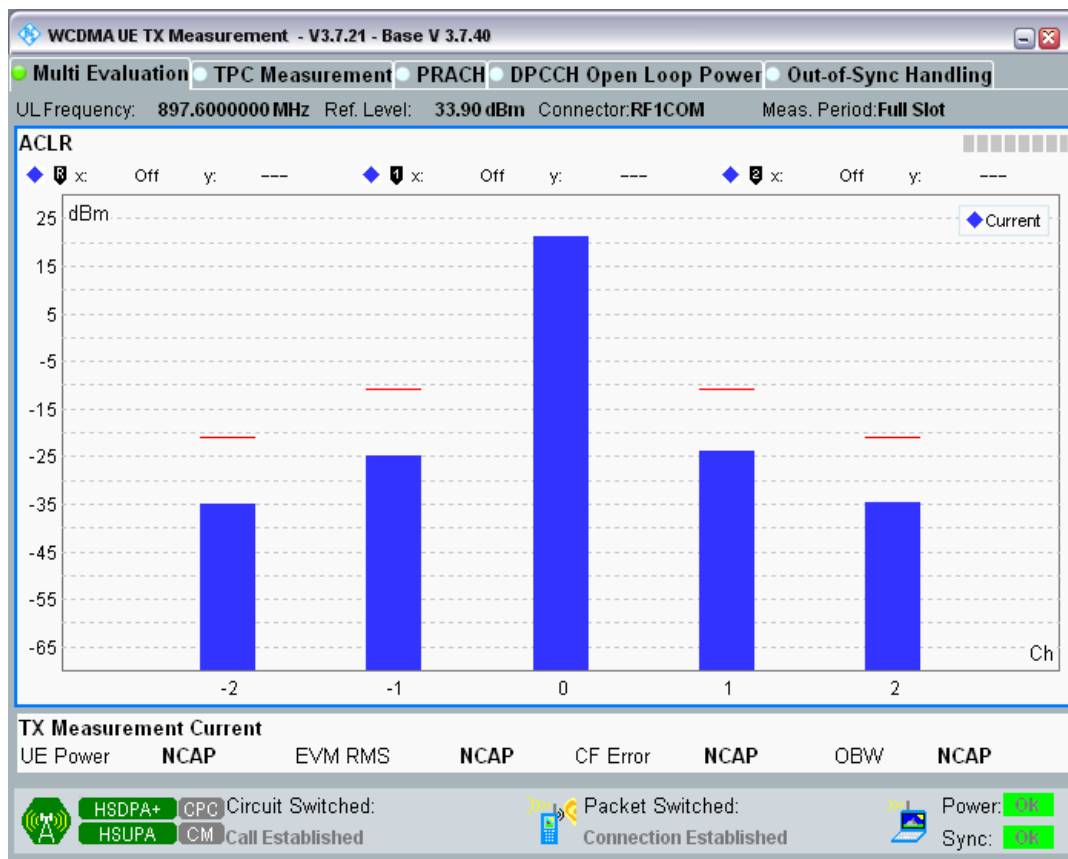 WCDMA UE TX Measurement - V3.7.21 - Base V 3.7.40
Multi Evaluation TPC Measurement PRACH DPCCH Open Loop Power Out-of-Sync Handling
UL Frequency: 897.6000000 MHz Ref. Level: 33.90 dBm Connector:RF1COM Meas. Period:Full Slot
ACLR
R x: Off y: --- 1 x: Off y: --- 2 x: Off y: ---
25 dBm
Current
15
5
-5
-15
-25
-35
-45
-55
-65
Ch
-2 -1 0 1 2
TX Measurement Current
UE Power NCAP EVM RMS NCAP CF Error NCAP OBW NCAP
HSDPA+ CPC Circuit Switched: Packet Switched: Power: OK
HSUPA CM Call Established Connection Established Sync: OK